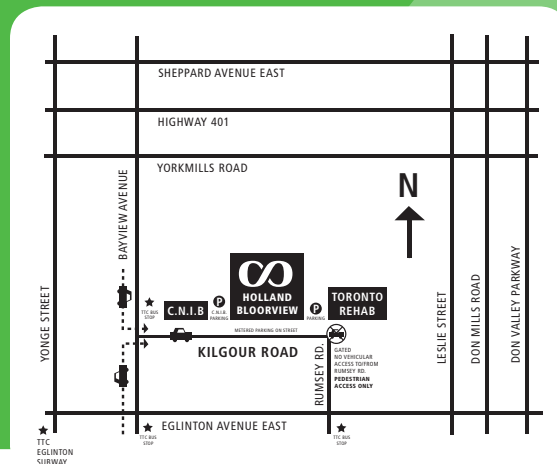 SHEPPARD AVENUE EAST
HIGHWAY 401
YORKMILLS ROAD
N
BAYVIEW AVENUE
YONGE STREET
LESLIE STREET
DON MILLS ROAD
DON VALLEY PARKWAY
TTC BUS
STOP
C.N.I.B
P
C.N.I.B.
PARKING
HOLLAND
BLOORVIEW
P
PARKING
TORONTO
REHAB
METERED PARKING ON STREET
KILGOUR ROAD
RUMSEY RD.
GATED
NO VEHICULAR
ACCESS TO/FROM
RUMSEY RD.
PEDESTRIAN
ACCESS ONLY
EGLINTON AVENUE EAST
TTC
EGLINTON
SUBWAY
TTC BUS
STOP
TTC BUS
STOP